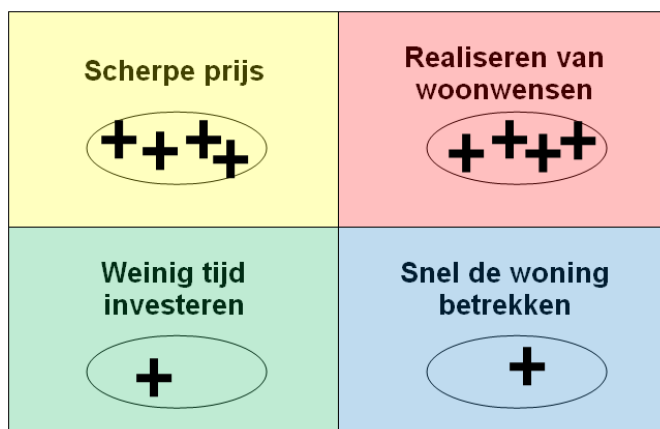 Scherpe prijs
Realiseren van
woonwensen
Weinig tijd
investeren
Snel de woning
betrekken